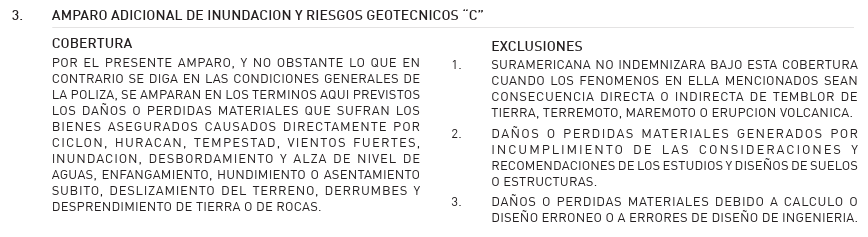 3. AMPARO ADICIONAL DE INUNDACION Y RIESGOS GEOTECNICOS “C”
COBERTURA
POR EL PRESENTE AMPARO, Y NO OBSTANTE LO QUE EN
CONTRARIO SE DIGA EN LAS CONDICIONES GENERALES DE
LA POLIZA, SE AMPARAN EN LOS TERMINOS AQUI PREVISTOS
LOS DAÑOS O PERDIDAS MATERIALES QUE SUFRAN LOS
BIENES ASEGURADOS CAUSADOS DIRECTAMENTE POR
CICLON, HURACAN, TEMPESTAD, VIENTOS FUERTES,
INUNDACION, DESBORDAMIENTO Y ALZA DE NIVEL DE
AGUAS, ENFANGAMIENTO, HUNDIMIENTO O ASENTAMIENTO
SUBITO, DESLIZAMIENTO DEL TERRENO, DERRUMBES Y
DESPRENDIMIENTO DE TIERRA O DE ROCAS.
EXCLUSIONES
1. SURAMERICANA NO INDEMNIZARA BAJO ESTA COBERTURA
CUANDO LOS FENOMENOS EN ELLA MENCIONADOS SEAN
CONSECUENCIA DIRECTA O INDIRECTA DE TEMBLOR DE
TIERRA, TERREMOTO, MAREMOTO O ERUPCION VOLCANICA.
2. DAÑOS O PERDIDAS MATERIALES GENERADOS POR
INCUMPLIMIENTO DE LAS CONSIDERACIONES Y
RECOMENDACIONES DE LOS ESTUDIOS Y DISEÑOS DE SUELOS
O ESTRUCTURAS.
3. DAÑOS O PERDIDAS MATERIALES DEBIDO A CALCULO O
DISEÑO ERRONEO O A ERRORES DE DISEÑO DE INGENIERIA.